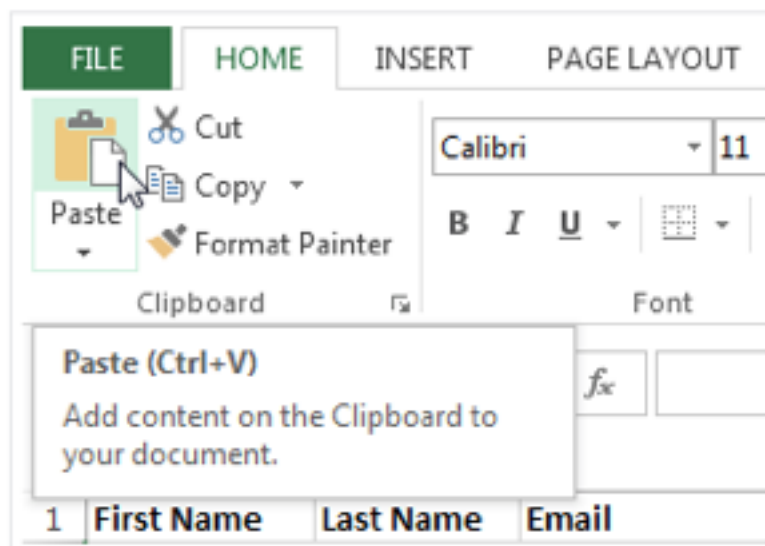 FILE HOME INSERT PAGE LAYOUT
Cut
Calibri 11
Copy
Paste
B I U
Format Painter
Clipboard Font
Paste (Ctrl+V)
fx
Add content on the Clipboard to
your document.
1 First Name Last Name Email